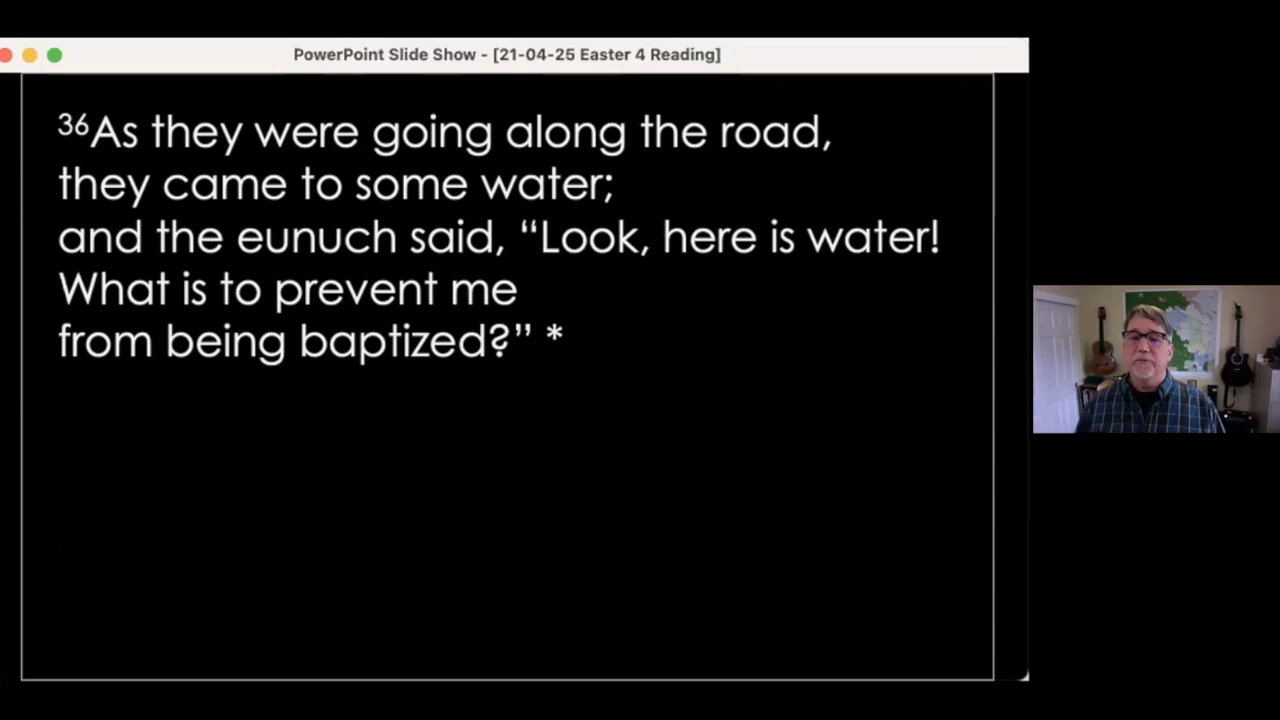 PowerPoint Slide Show - [21-04-25 Easter 4 Reading]
³⁶As they were going along the road,
they came to some water;
and the eunuch said, “Look, here is water!
What is to prevent me
from being baptized?” *